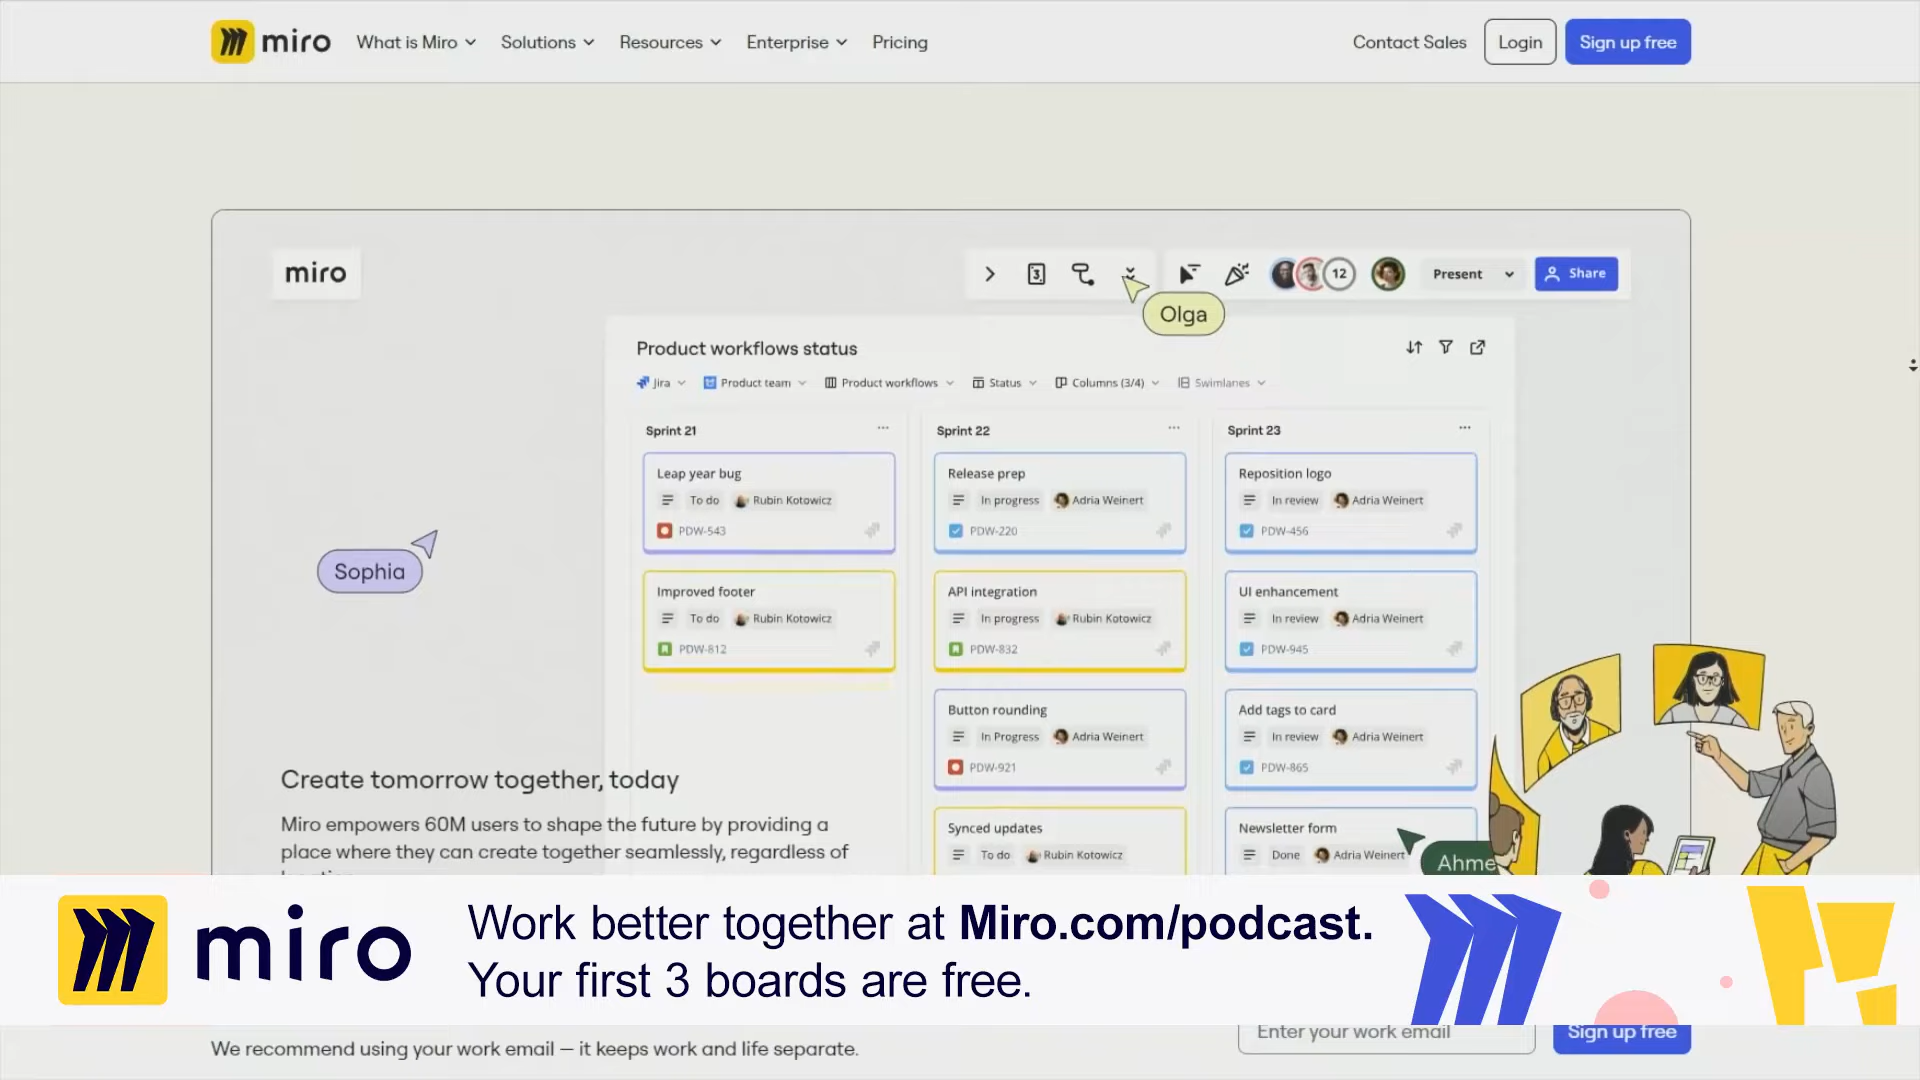 miro What is Miro Solutions Resources Enterprise Pricing Contact Sales Login Sign up free
miro 3 12 Present Share
Olga
Product workflows status
Jira Product team Product workflows Status Columns (3/4) Swimlanes
Sprint 21
Leap year bug
To do Rubin Kotowicz
PDW-543
Improved footer
To do Rubin Kotowicz
PDW-812
Sprint 22
Release prep
In progress Adria Weinert
PDW-220
API integration
In progress Rubin Kotowicz
PDW-832
Button rounding
In Progress Adria Weinert
PDW-921
Synced updates
To do Rubin Kotowicz
Sprint 23
Reposition logo
In review Adria Weinert
PDW-456
UI enhancement
In review Adria Weinert
PDW-945
Add tags to card
In review Adria Weinert
PDW-865
Newsletter form
Done Adria Weinert
Sophia
Ahme
Create tomorrow together, today
Miro empowers 60M users to shape the future by providing a
place where they can create together seamlessly, regardless of
miro
Work better together at Miro.com/podcast.
Your first 3 boards are free.
Enter your work email Sign up free
We recommend using your work email — it keeps work and life separate.